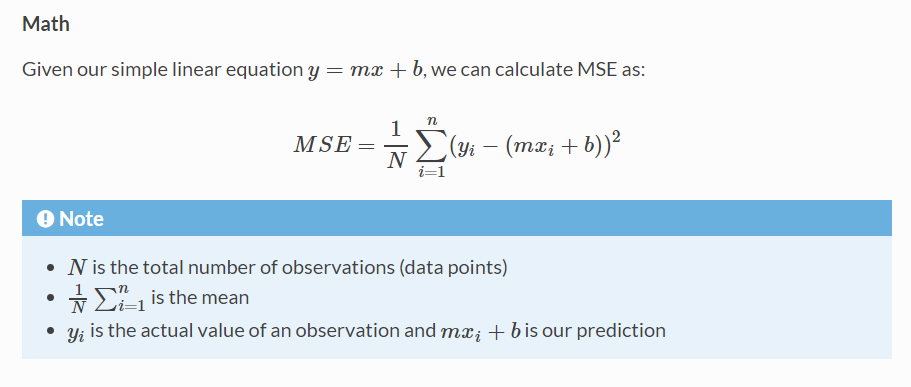 Math
Given our simple linear equation y = mx + b, we can calculate MSE as:
MSE = \frac{1}{N} \sum_{i=1}^{n} (y_i − (mx_i + b))^2
Note
• N is the total number of observations (data points)
• \frac{1}{N} \sum_{i=1}^{n} is the mean
• y_i is the actual value of an observation and mx_i + b is our prediction